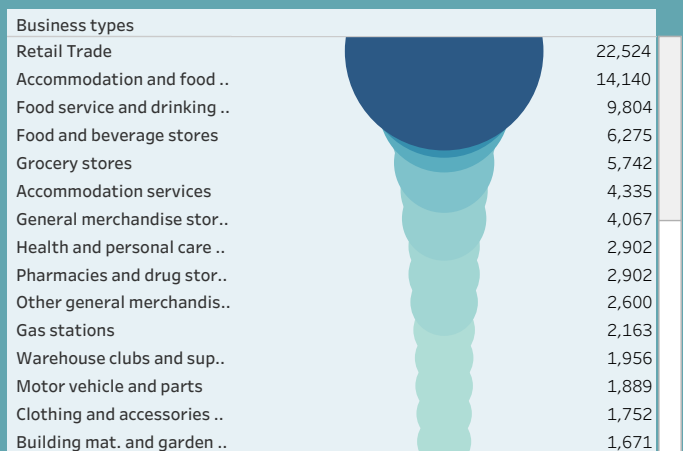 Business types
Retail Trade 22,524
Accommodation and food .. 14,140
Food service and drinking .. 9,804
Food and beverage stores 6,275
Grocery stores 5,742
Accommodation services 4,335
General merchandise stor.. 4,067
Health and personal care .. 2,902
Pharmacies and drug stor.. 2,902
Other general merchandis.. 2,600
Gas stations 2,163
Warehouse clubs and sup.. 1,956
Motor vehicle and parts 1,889
Clothing and accessories .. 1,752
Building mat. and garden .. 1,671